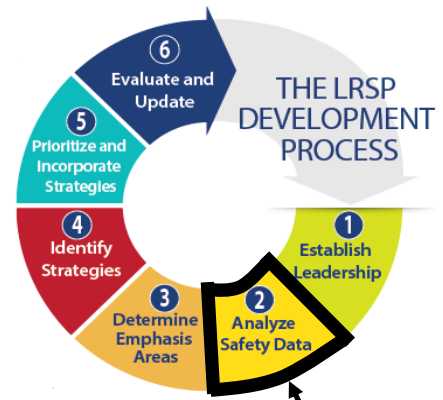 THE LRSP
DEVELOPMENT
PROCESS
1
Establish
Leadership
2
Analyze
Safety Data
3
Determine
Emphasis
Areas
4
Identify
Strategies
5
Prioritize and
Incorporate
Strategies
6
Evaluate and
Update